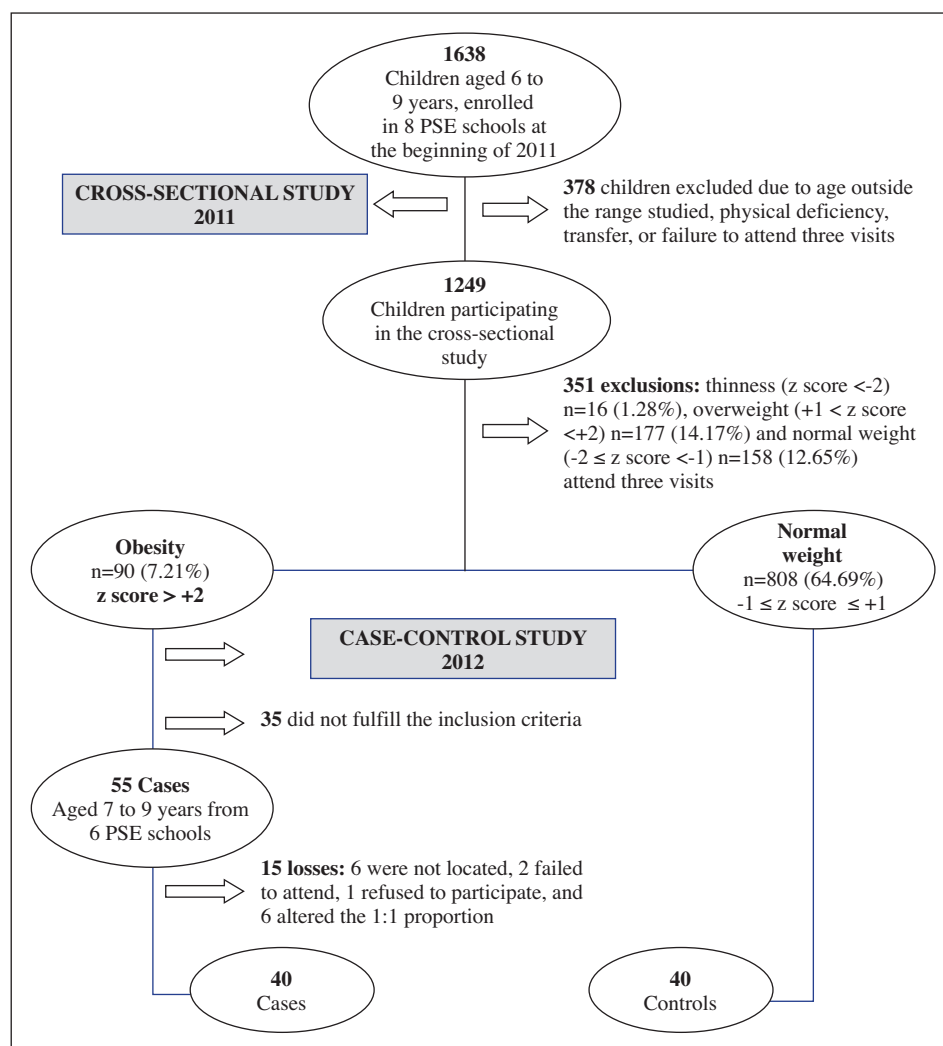 1638
Children aged 6 to
9 years, enrolled
in 8 PSE schools at
the beginning of 2011
CROSS-SECTIONAL STUDY
2011
378 children excluded due to age outside
the range studied, physical deficiency,
transfer, or failure to attend three visits
1249
Children participating
in the cross-sectional
study
351 exclusions: thinness (z score <-2)
n=16 (1.28%), overweight (+1 < z score
<+2) n=177 (14.17%) and normal weight
(-2 ≤ z score <-1) n=158 (12.65%)
attend three visits
Obesity
n=90 (7.21%)
z score > +2
Normal
weight
n=808 (64.69%)
-1 ≤ z score ≤ +1
CASE-CONTROL STUDY
2012
35 did not fulfill the inclusion criteria
55 Cases
Aged 7 to 9 years from
6 PSE schools
15 losses: 6 were not located, 2 failed
to attend, 1 refused to participate, and
6 altered the 1:1 proportion
40
Cases
40
Controls